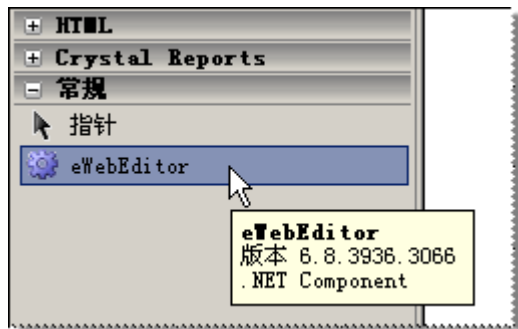 HTML
Crystal Reports
常规
指针
eWebEditor
eWebEditor
版本 6.8.3936.3066
.NET Component